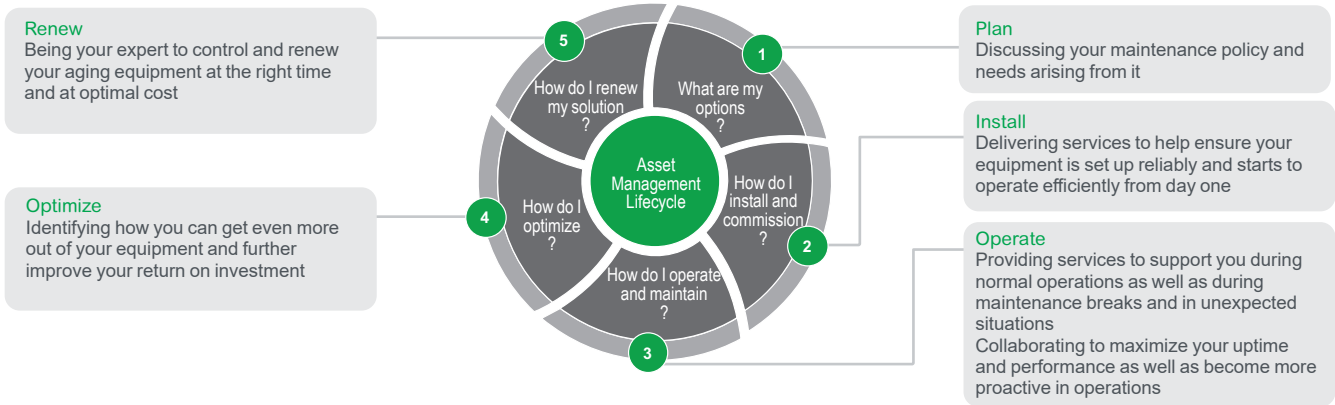 Renew
Being your expert to control and renew
your aging equipment at the right time
and at optimal cost
Optimize
Identifying how you can get even more
out of your equipment and further
improve your return on investment
5
How do I renew
my solution
?
1
What are my
options
?
Asset
Management
Lifecycle
4
How do I
optimize
?
How do I
install and
commission
?
2
How do I operate
and maintain
?
3
Plan
Discussing your maintenance policy and
needs arising from it
Install
Delivering services to help ensure your
equipment is set up reliably and starts to
operate efficiently from day one
Operate
Providing services to support you during
normal operations as well as during
maintenance breaks and in unexpected
situations
Collaborating to maximize your uptime
and performance as well as become more
proactive in operations